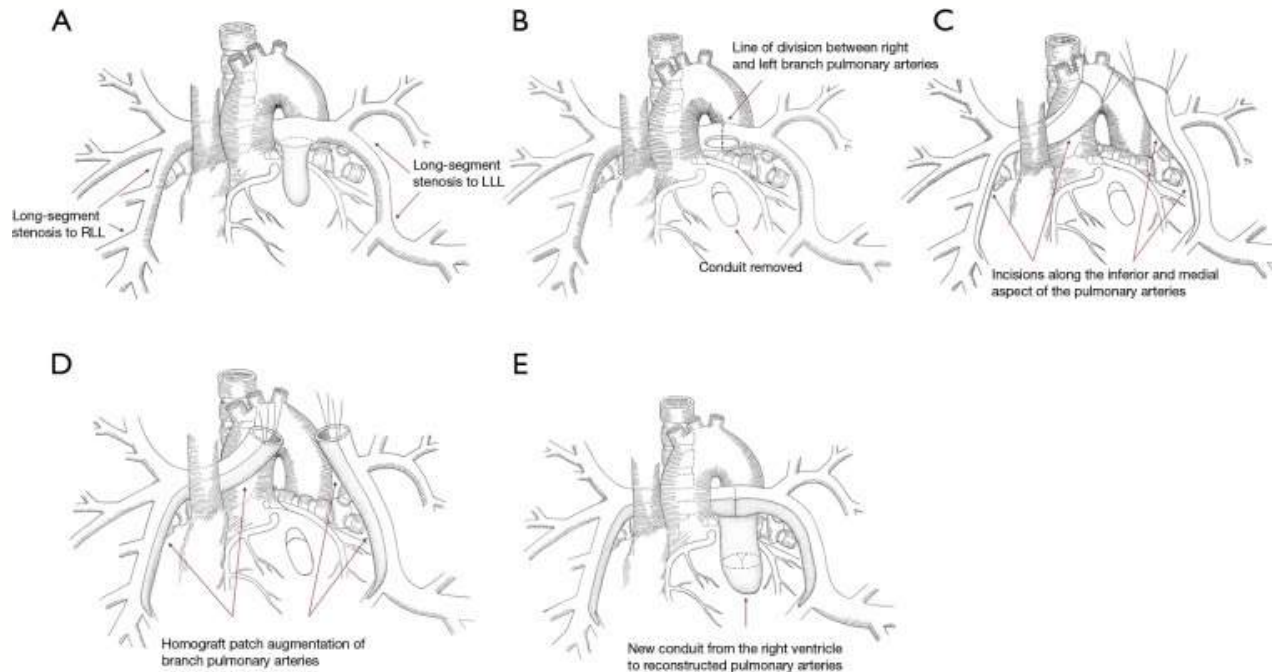 A
Long-segment
stenosis to LLL
Long-segment
stenosis to RLL
B
Line of division between right
and left branch pulmonary arteries
Conduit removed
C
Incisions along the inferior and medial
aspect of the pulmonary arteries
D
Homograft patch augmentation of
branch pulmonary arteries
E
New conduit from the right ventricle
to reconstructed pulmonary arteries